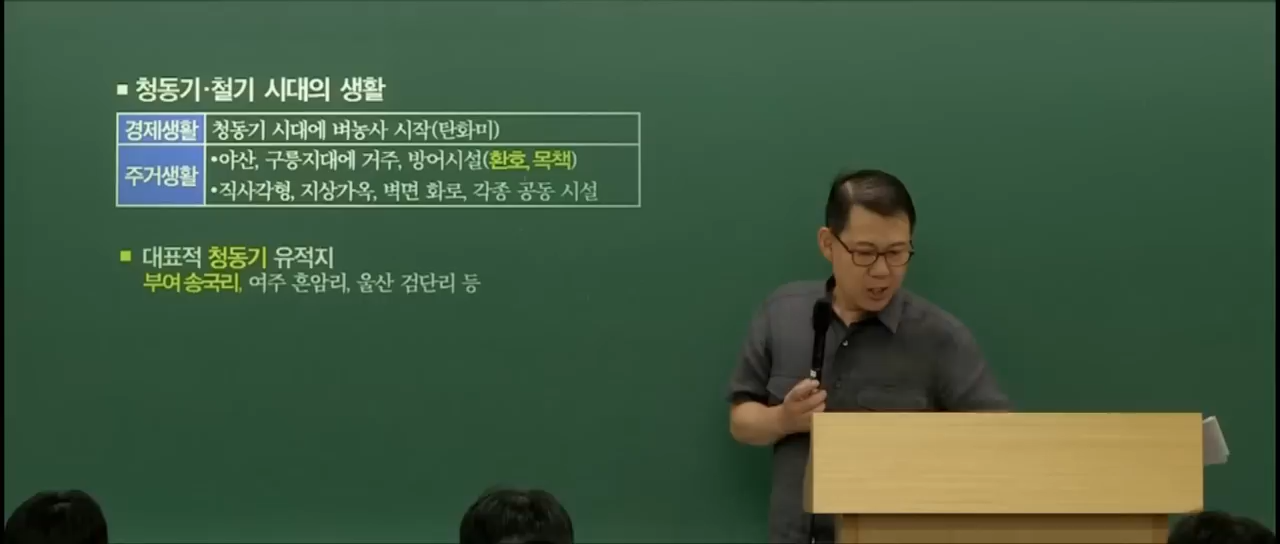 ▪ 청동기·철기 시대의 생활
경제생활 청동기 시대에 벼농사 시작(탄화미)
주거생활
•야산, 구릉지대에 거주, 방어시설(환호, 목책)
•직사각형, 지상가옥, 벽면 화로, 각종 공동 시설
▪ 대표적 청동기 유적지
부여 송국리, 여주 흔암리, 울산 검단리 등